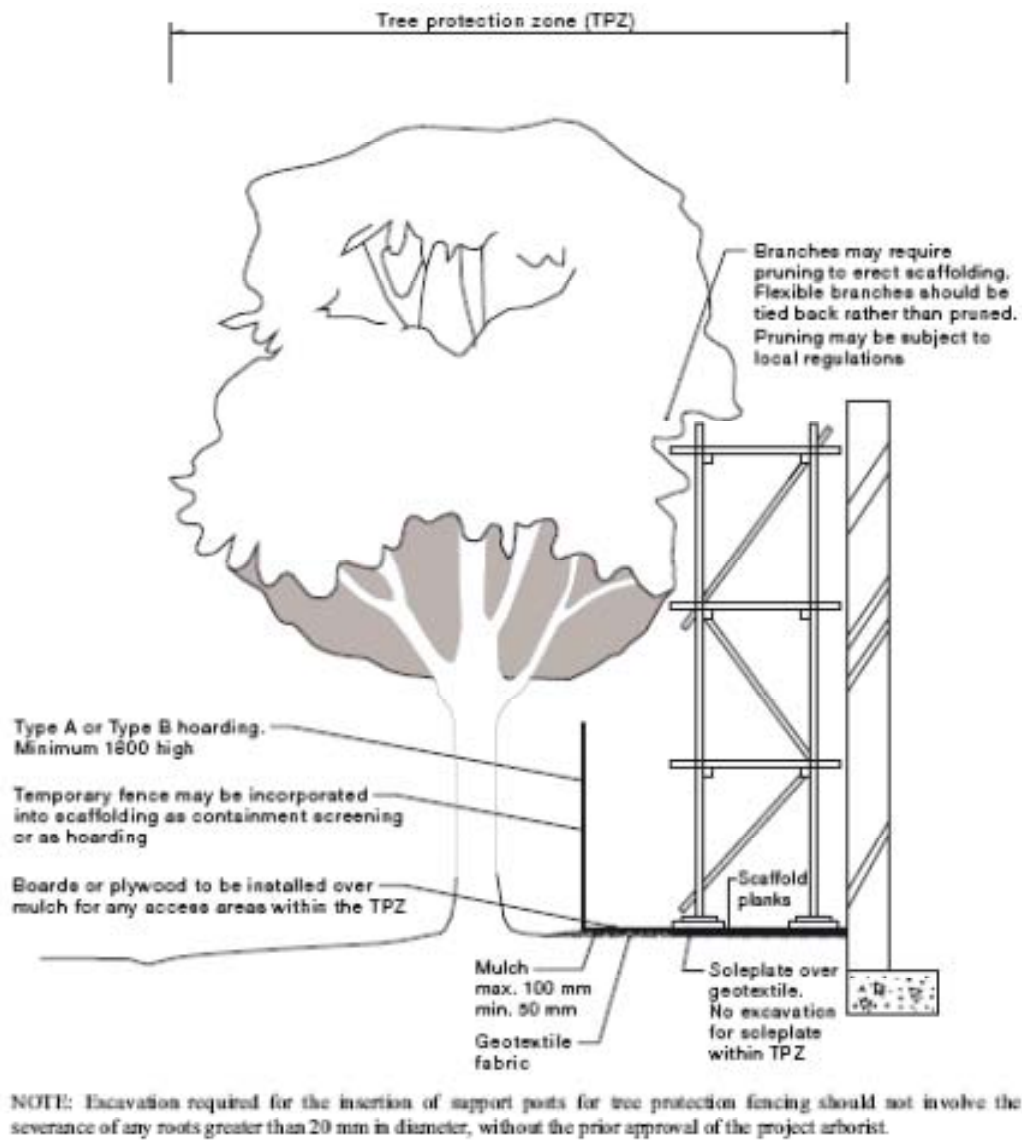 Tree protection zone (TPZ)
Branches may require
pruning to erect scaffolding.
Flexible branches should be
tied back rather than pruned.
Pruning may be subject to
local regulations
Type A or Type B hoarding.
Minimum 1800 high
Temporary fence may be incorporated
into scaffolding as containment screening
or as hoarding
Boards or plywood to be installed over
mulch for any access areas within the TPZ
Scaffold
planks
Mulch
max. 100 mm
min. 50 mm
Geotextile
fabric
Soleplate over
geotextile.
No excavation
for soleplate
within TPZ
NOTE: Excavation required for the insertion of support posts for tree protection fencing should not involve the
severance of any roots greater than 20 mm in diameter, without the prior approval of the project arborist.